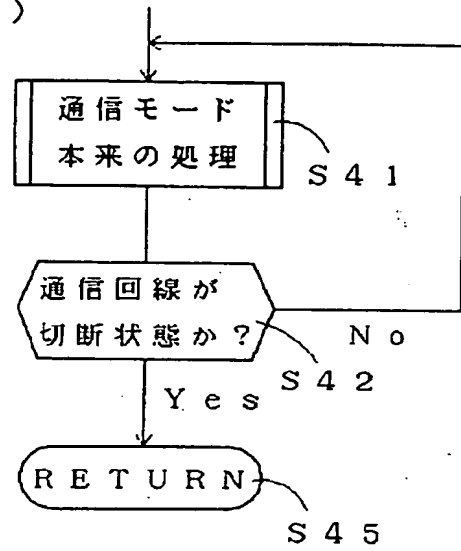 )
通信モード
本来の処理
S41
通信回線が
切断状態か?
No
S42
Yes
RETURN
S45